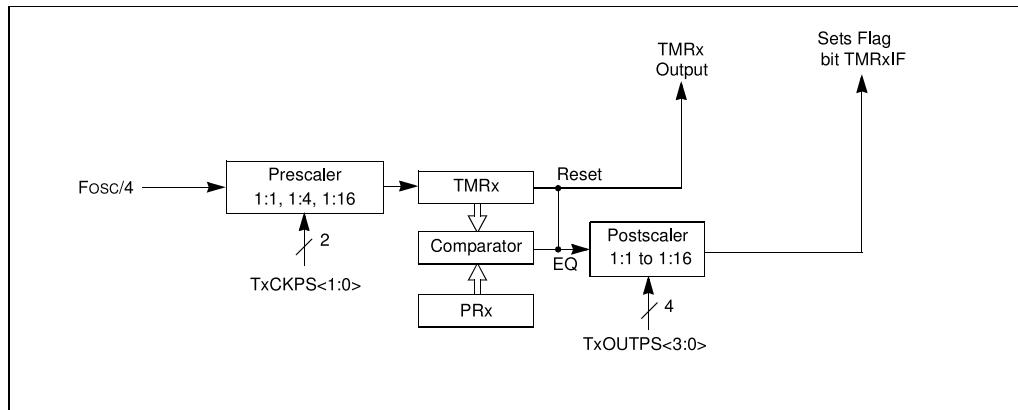 TMRx
Output
Sets Flag
bit TMRxIF
FOSC/4
Prescaler
1:1, 1:4, 1:16
2
TxCKPS<1:0>
TMRx
Reset
Comparator
EQ
PRx
Postscaler
1:1 to 1:16
4
TxOUTPS<3:0>